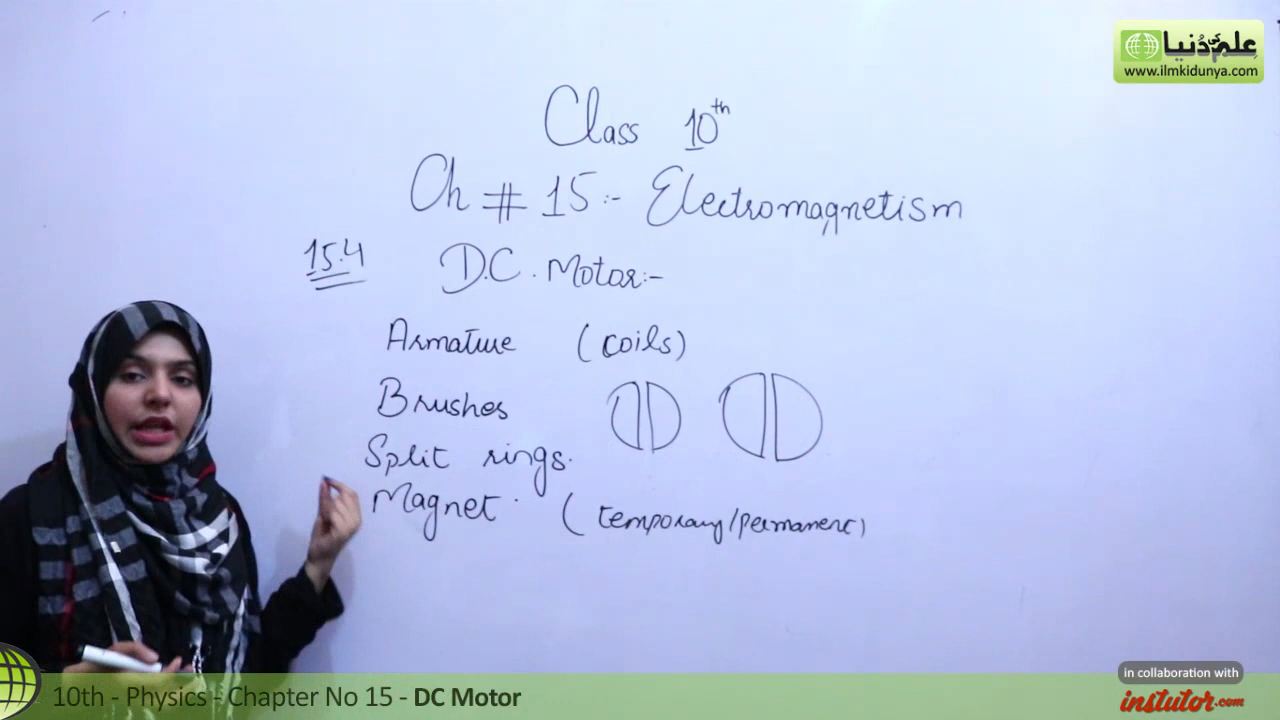 علم کی دُنیا
www.ilmkidunya.com
Class 10th
Ch # 15:- Electromagnetism
15.4 D.C. Motor:-
Armature (coils)
Brushes
Split rings.
Magnet (temporary/permanent)
in collaboration with
10th - Physics - Chapter No 15 - DC Motor
instutor.com